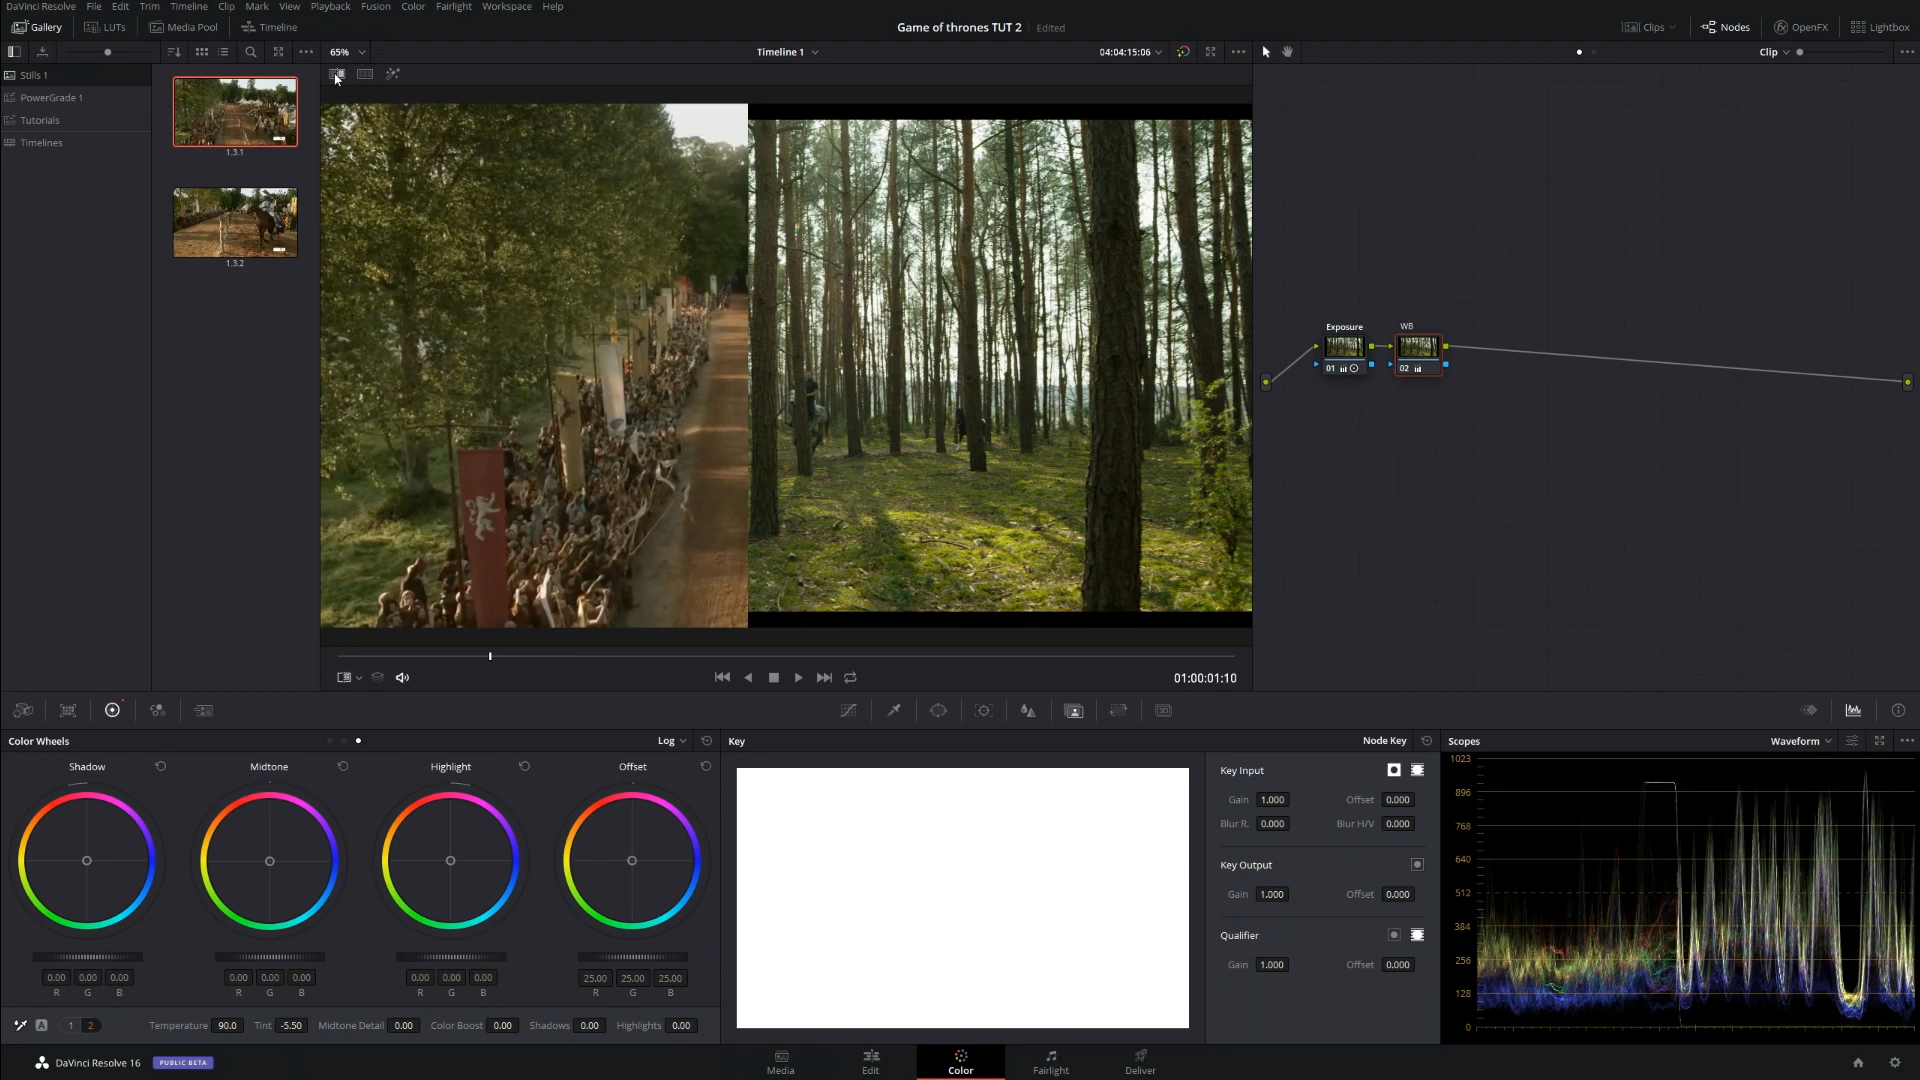 DaVinci Resolve File Edit Trim Timeline Clip Mark View Playback Fusion Color Fairlight Workspace Help
Gallery LUTs Media Pool Timeline Game of thrones TUT 2 Edited Clips Nodes OpenFX Lightbox
65% Timeline 1 04:04:15:06 Clip
Stills 1
PowerGrade 1
Tutorials
Timelines
1.3.1
1.3.2
Exposure WB
01 02
01:00:01:10
Color Wheels Log Key Node Key Scopes Waveform
Shadow Midtone Highlight Offset
0.00 0.00 0.00 0.00 0.00 0.00 0.00 0.00 0.00 25.00 25.00 25.00
R G B R G B R G B R G B
1 2 Temperature 90.0 Tint -5.50 Midtone Detail 0.00 Color Boost 0.00 Shadows 0.00 Highlights 0.00
Key Input
Gain 1.000 Offset 0.000
Blur R. 0.000 Blur H/V 0.000
Key Output
Gain 1.000 Offset 0.000
Qualifier
Gain 1.000 Offset 0.000
1023
896
768
640
512
384
256
128
0
DaVinci Resolve 16 PUBLIC BETA
Media Edit Color Fairlight Deliver